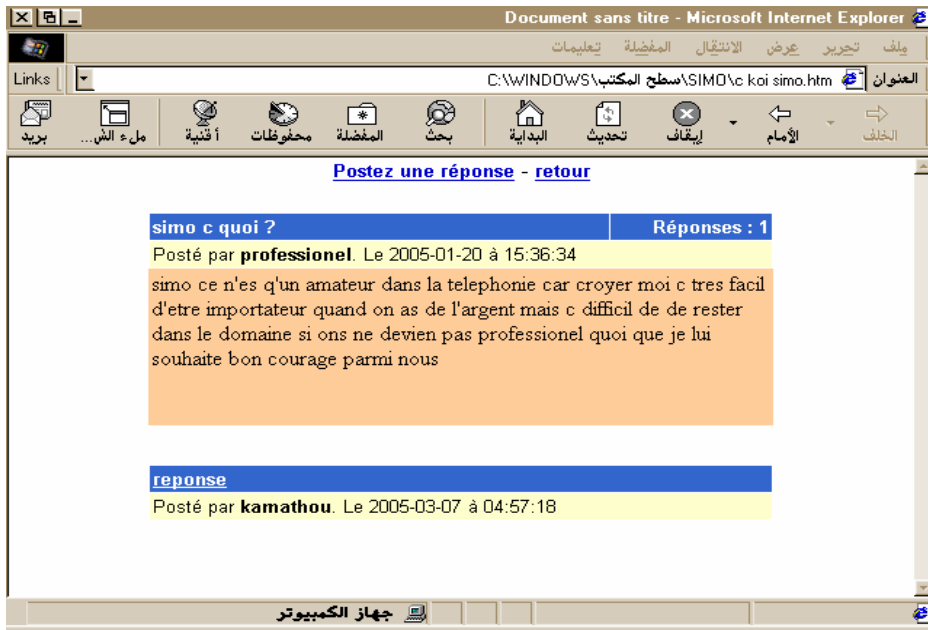 Document sans titre - Microsoft Internet Explorer
ملف تحرير عرض الانتقال المفضلة تعليمات
العنوان C:\WINDOWS\سطح المكتب\SIMO\c koi simo.htm Links
الخلف الأمام إيقاف تحديث البداية بحث المفضلة محفوظات أقنية ملء الش... بريد
Postez une réponse - retour
simo c quoi ? Réponses : 1
Posté par professionel. Le 2005-01-20 à 15:36:34
simo ce n'es q'un amateur dans la telephonie car croyer moi c tres facil
d'etre importateur quand on as de l'argent mais c difficil de de rester
dans le domaine si ons ne devien pas professionel quoi que je lui
souhaite bon courage parmi nous
reponse
Posté par kamathou. Le 2005-03-07 à 04:57:18
جهاز الكمبيوتر